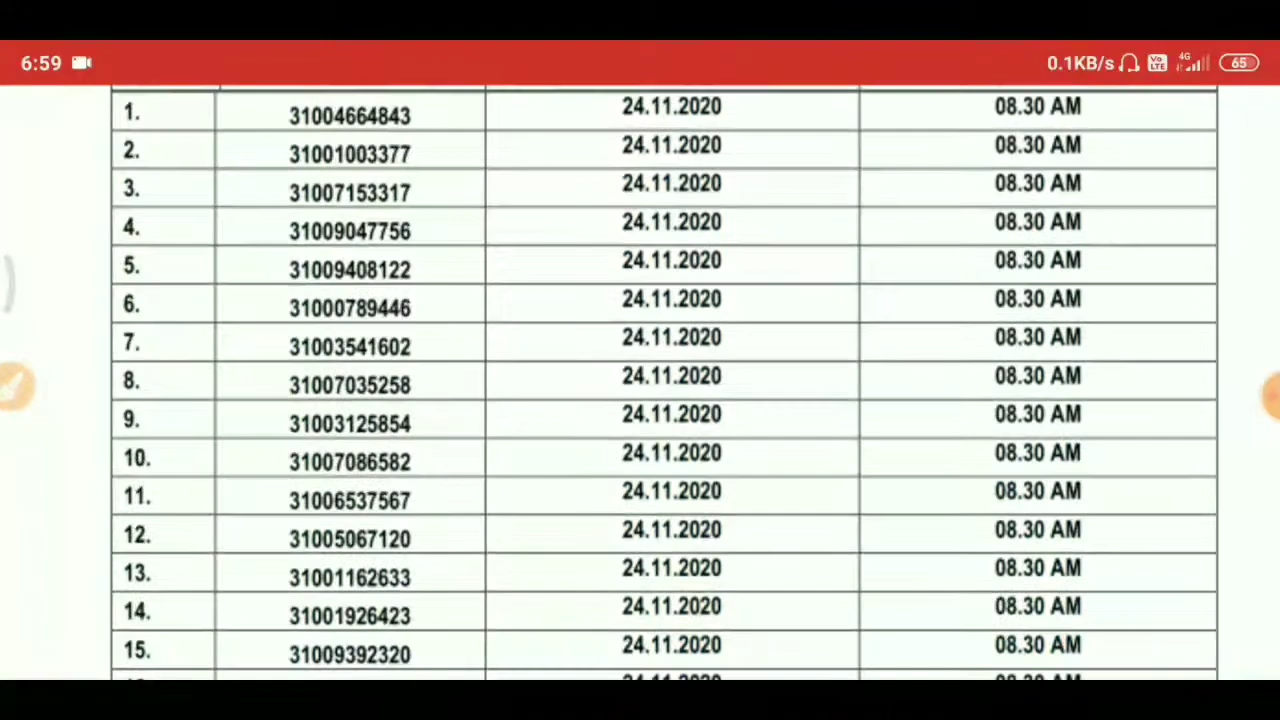 6:59 0.1KB/s Vo LTE 4G 65
1. 31004664843 24.11.2020 08.30 AM
2. 31001003377 24.11.2020 08.30 AM
3. 31007153317 24.11.2020 08.30 AM
4. 31009047756 24.11.2020 08.30 AM
5. 31009408122 24.11.2020 08.30 AM
6. 31000789446 24.11.2020 08.30 AM
7. 31003541602 24.11.2020 08.30 AM
8. 31007035258 24.11.2020 08.30 AM
9. 31003125854 24.11.2020 08.30 AM
10. 31007086582 24.11.2020 08.30 AM
11. 31006537567 24.11.2020 08.30 AM
12. 31005067120 24.11.2020 08.30 AM
13. 31001162633 24.11.2020 08.30 AM
14. 31001926423 24.11.2020 08.30 AM
15. 31009392320 24.11.2020 08.30 AM